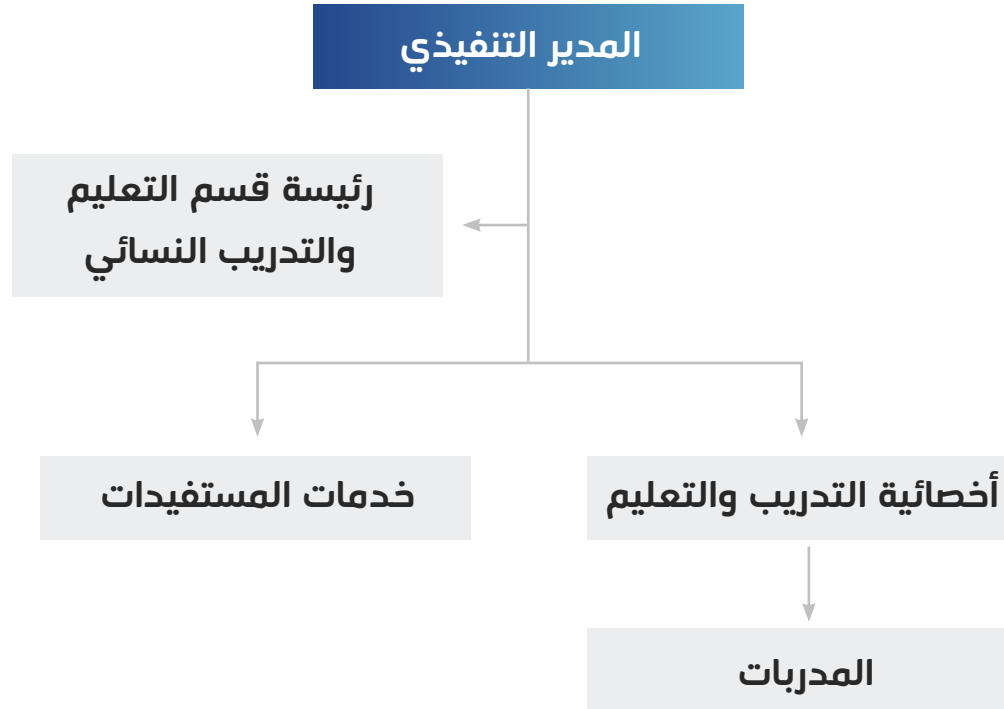 المدير التنفيذي
رئيسة قسم التعليم
والتدريب النسائي
أخصائية التدريب والتعليم
خدمات المستفيدات
المدربات